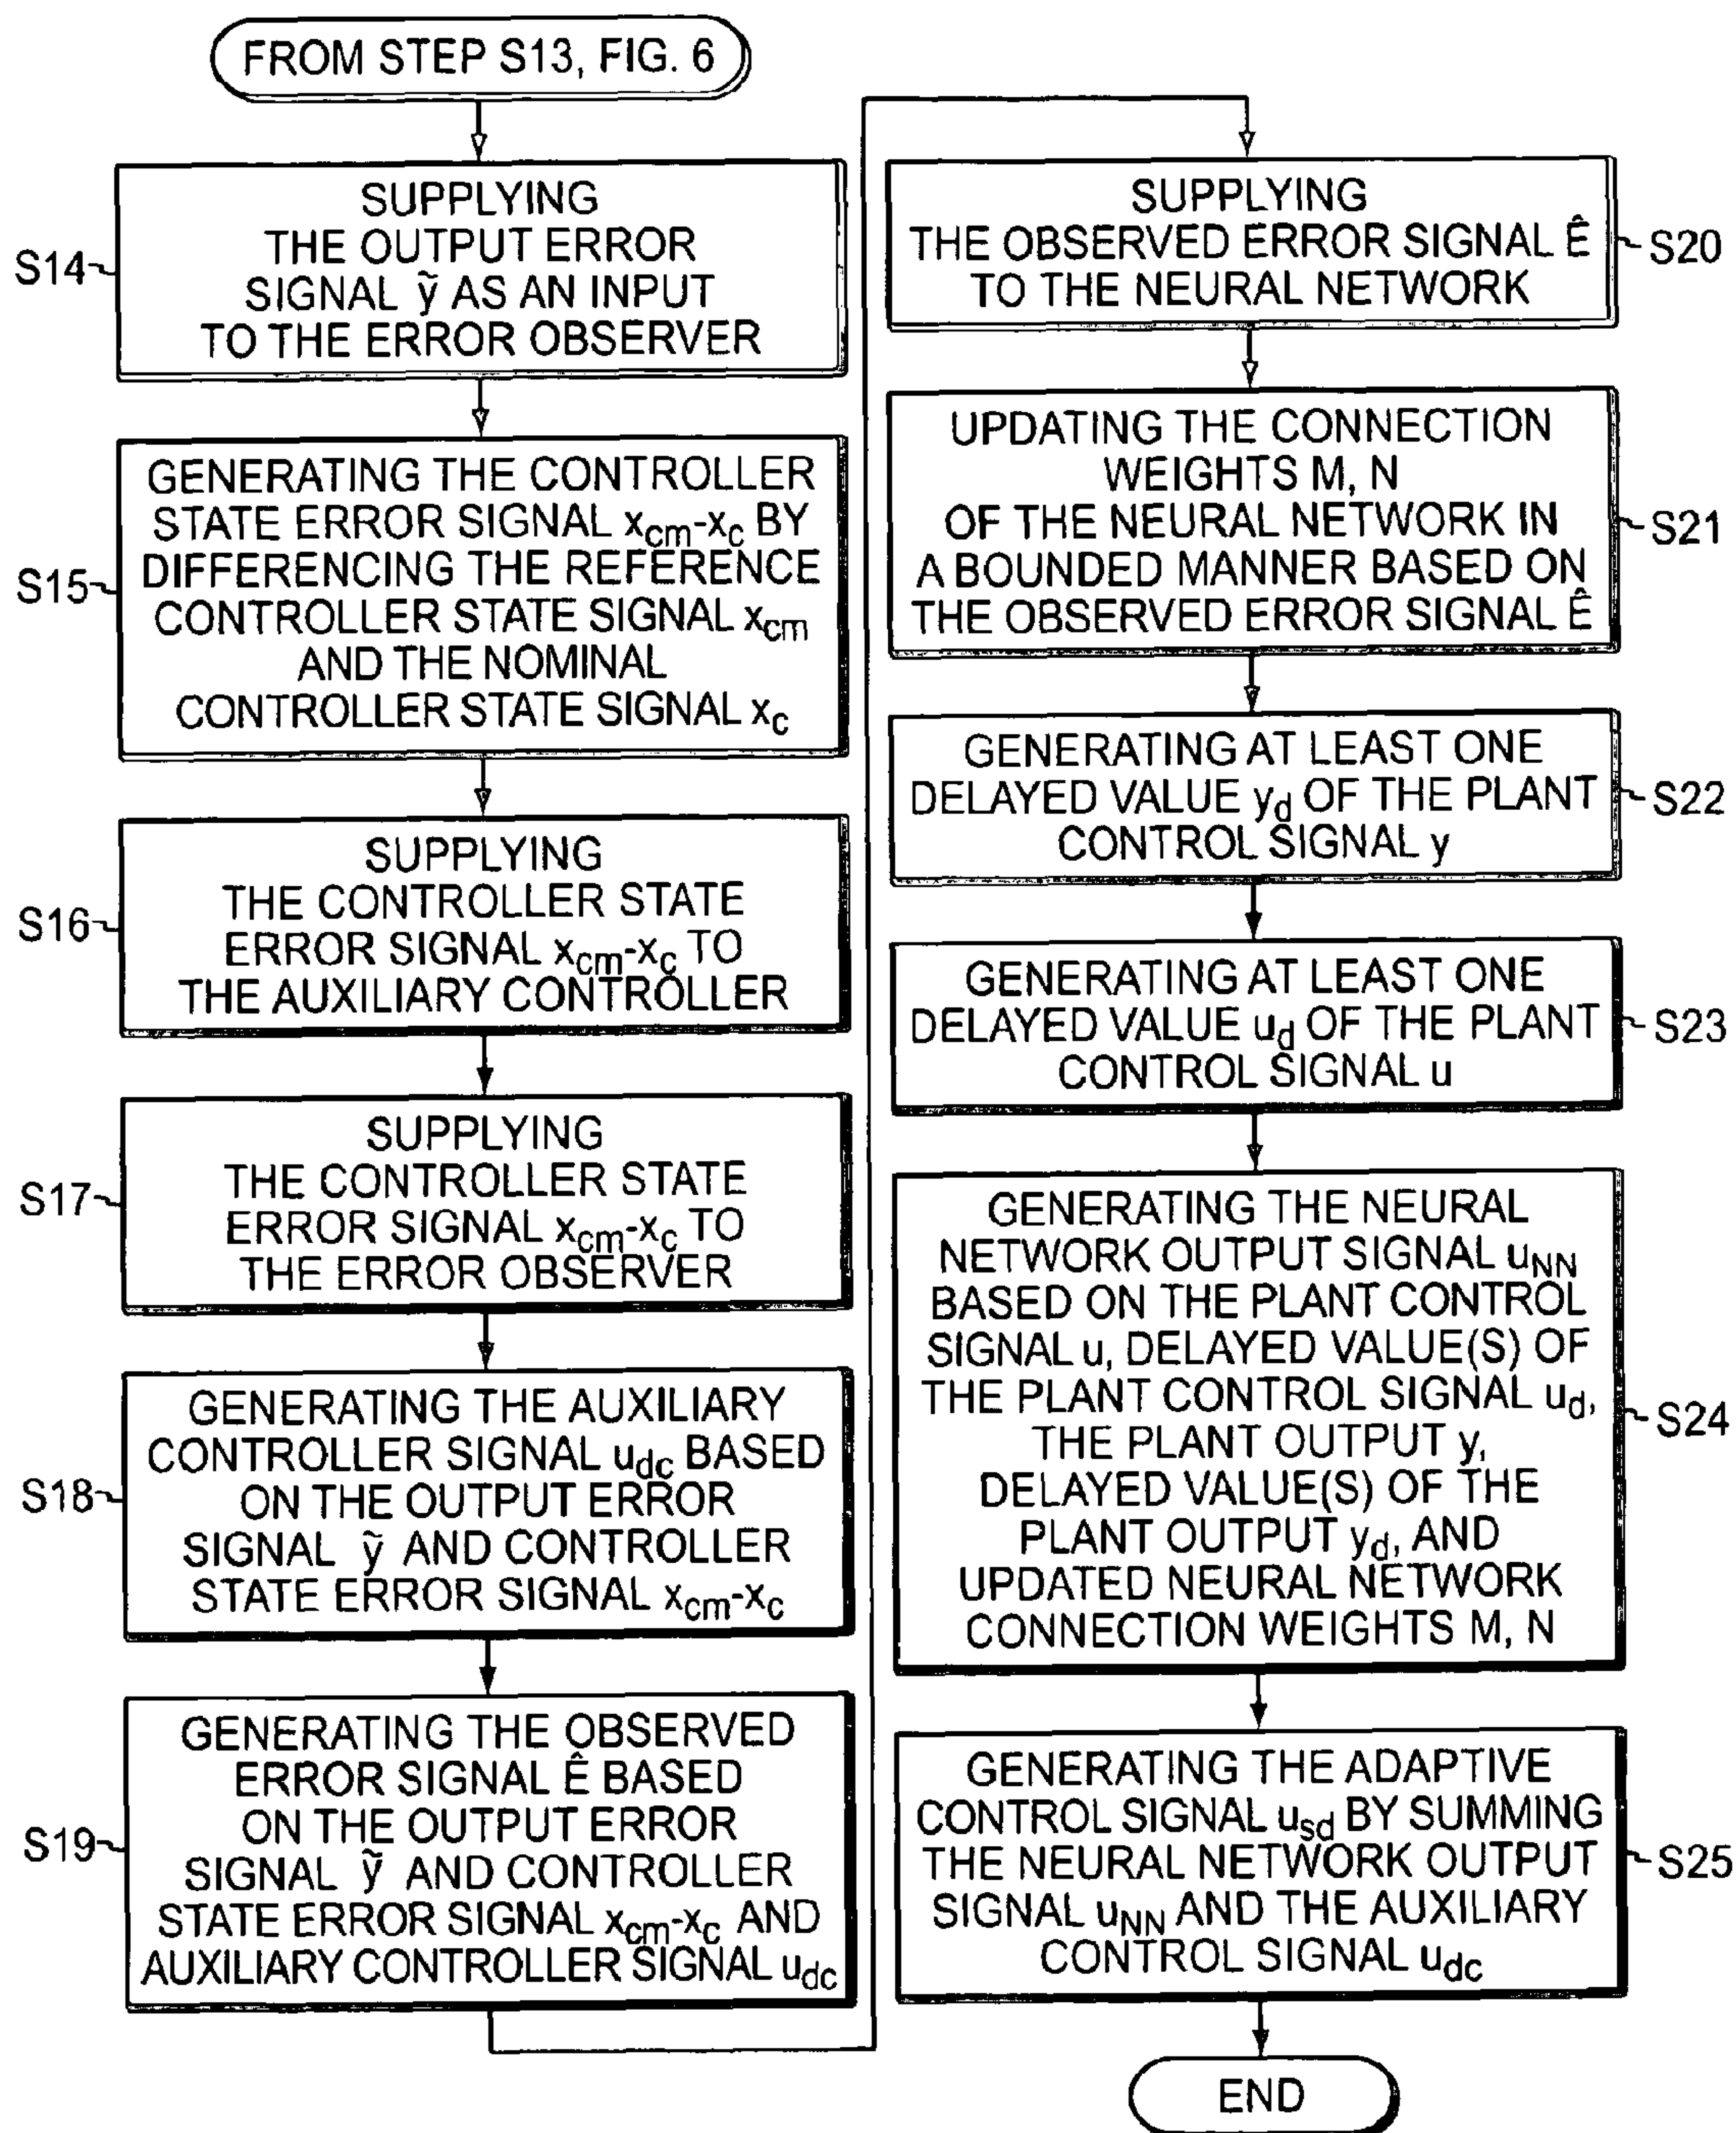 FROM STEP S13, FIG. 6
S14
SUPPLYING
THE OUTPUT ERROR
SIGNAL ỹ AS AN INPUT
TO THE ERROR OBSERVER
S15
GENERATING THE CONTROLLER
STATE ERROR SIGNAL xcm-xc BY
DIFFERENCING THE REFERENCE
CONTROLLER STATE SIGNAL xcm
AND THE NOMINAL
CONTROLLER STATE SIGNAL xc
S16
SUPPLYING
THE CONTROLLER STATE
ERROR SIGNAL xcm-xc TO
THE AUXILIARY CONTROLLER
S17
SUPPLYING
THE CONTROLLER STATE
ERROR SIGNAL xcm-xc TO
THE ERROR OBSERVER
S18
GENERATING THE AUXILIARY
CONTROLLER SIGNAL udc BASED
ON THE OUTPUT ERROR
SIGNAL ỹ AND CONTROLLER
STATE ERROR SIGNAL xcm-xc
S19
GENERATING THE OBSERVED
ERROR SIGNAL Ê BASED
ON THE OUTPUT ERROR
SIGNAL ỹ AND CONTROLLER
STATE ERROR SIGNAL xcm-xc AND
AUXILIARY CONTROLLER SIGNAL udc
SUPPLYING
THE OBSERVED ERROR SIGNAL Ê
TO THE NEURAL NETWORK
S20
UPDATING THE CONNECTION
WEIGHTS M, N
OF THE NEURAL NETWORK IN
A BOUNDED MANNER BASED ON
THE OBSERVED ERROR SIGNAL Ê
S21
GENERATING AT LEAST ONE
DELAYED VALUE yd OF THE PLANT
CONTROL SIGNAL y
S22
GENERATING AT LEAST ONE
DELAYED VALUE ud OF THE PLANT
CONTROL SIGNAL u
S23
GENERATING THE NEURAL
NETWORK OUTPUT SIGNAL uNN
BASED ON THE PLANT CONTROL
SIGNAL u, DELAYED VALUE(S) OF
THE PLANT CONTROL SIGNAL ud,
THE PLANT OUTPUT y,
DELAYED VALUE(S) OF THE
PLANT OUTPUT yd, AND
UPDATED NEURAL NETWORK
CONNECTION WEIGHTS M, N
S24
GENERATING THE ADAPTIVE
CONTROL SIGNAL usd BY SUMMING
THE NEURAL NETWORK OUTPUT
SIGNAL uNN AND THE AUXILIARY
CONTROL SIGNAL udc
S25
END